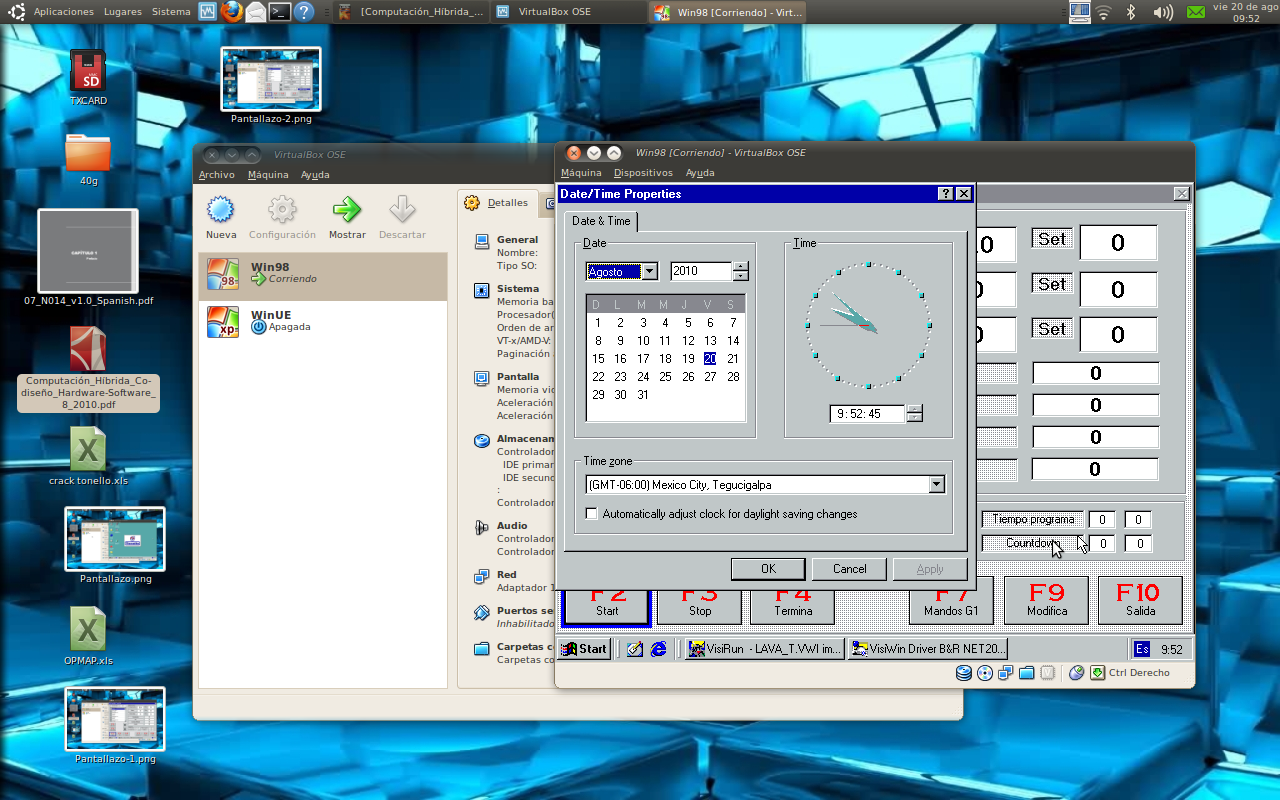 Aplicaciones Lugares Sistema
[Computación_Híbrida_...
VirtualBox OSE
Win98 [Corriendo] - Virt...
vie 20 de ago
09:52
TXCARD
40g
07_N014_v1.0_Spanish.pdf
Computación_Híbrida_Co-
diseño_Hardware-Software_
8_2010.pdf
crack tonello.xls
Pantallazo.png
OPMAP.xls
Pantallazo-1.png
Pantallazo-2.png
VirtualBox OSE
Archivo Máquina Ayuda
Nueva Configuración Mostrar Descartar
Win98
Corriendo
WinUE
Apagada
Detalles
General
Nombre:
Tipo SO:
Sistema
Memoria ba
Procesador(
Orden de ar
VT-x/AMD-V:
Paginación
Pantalla
Memoria vid
Aceleración
Aceleración
Almacenan
Controlador
IDE primar
IDE secund
:
Controlador
Audio
Controlador
Controlador
Red
Adaptador 1
Puertos se
Inhabilitado
Carpetas c
Carpetas co
Win98 [Corriendo] - VirtualBox OSE
Máquina Dispositivos Ayuda
Date/Time Properties
Date & Time
Date
Agosto 2010
D L M M J V S
1 2 3 4 5 6 7
8 9 10 11 12 13 14
15 16 17 18 19 20 21
22 23 24 25 26 27 28
29 30 31
Time
9:52:45
Time zone
(GMT-06:00) Mexico City, Tegucigalpa
Automatically adjust clock for daylight saving changes
OK Cancel Apply
.0 Set 0
0 Set 0
0 Set 0
0
0
0
0
Tiempo programa 0 0
Countdown 0 0
F2 F3 F4 F7 F9 F10
Start Stop Termina Mandos G1 Modifica Salida
Start
VisiRun - LAVA_T.VWI im...
VisiWin Driver B&R NET20...
Es 9:52
Ctrl Derecho